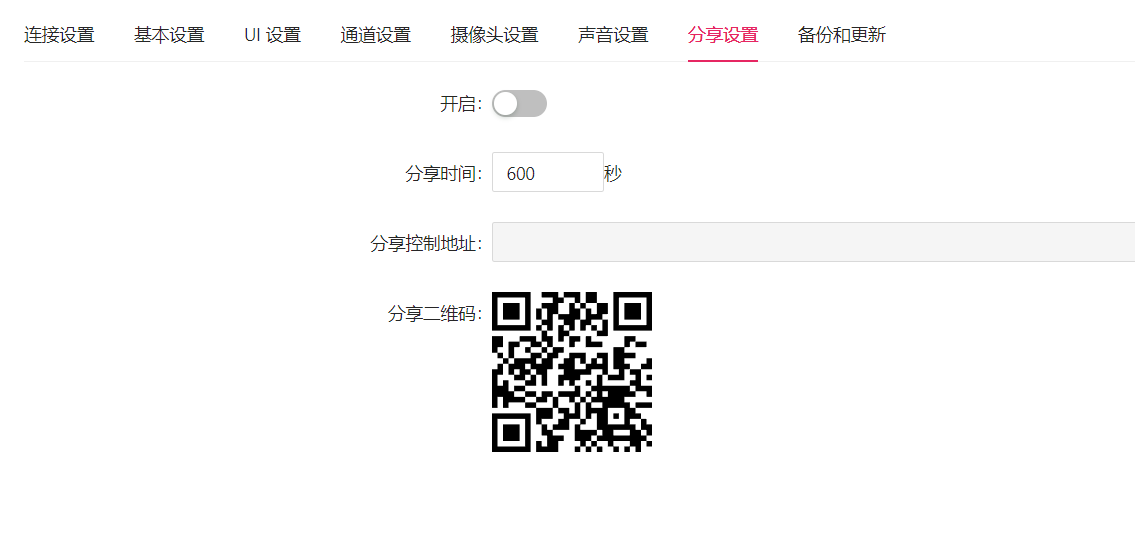 连接设置 基本设置 UI 设置 通道设置 摄像头设置 声音设置 分享设置 备份和更新
开启:
分享时间: 600 秒
分享控制地址:
分享二维码: